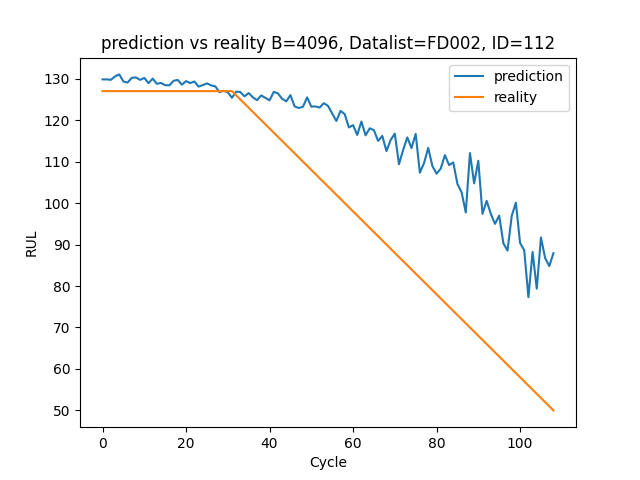 prediction vs reality B=4096, Datalist=FD002, ID=112
prediction
reality
130
120
110
100
90
80
70
60
50
RUL
0 20 40 60 80 100
Cycle